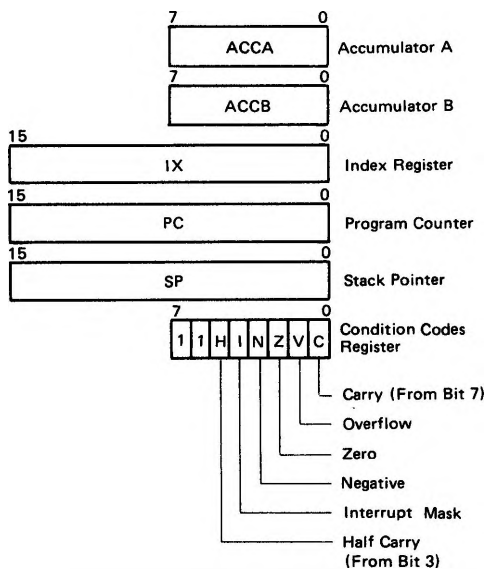 7 0
ACCA Accumulator A
7 0
ACCB Accumulator B
15 0
IX Index Register
15 0
PC Program Counter
15 0
SP Stack Pointer
7 0
1 1 H I N Z V C Condition Codes
Register
Carry (From Bit 7)
Overflow
Zero
Negative
Interrupt Mask
Half Carry
(From Bit 3)